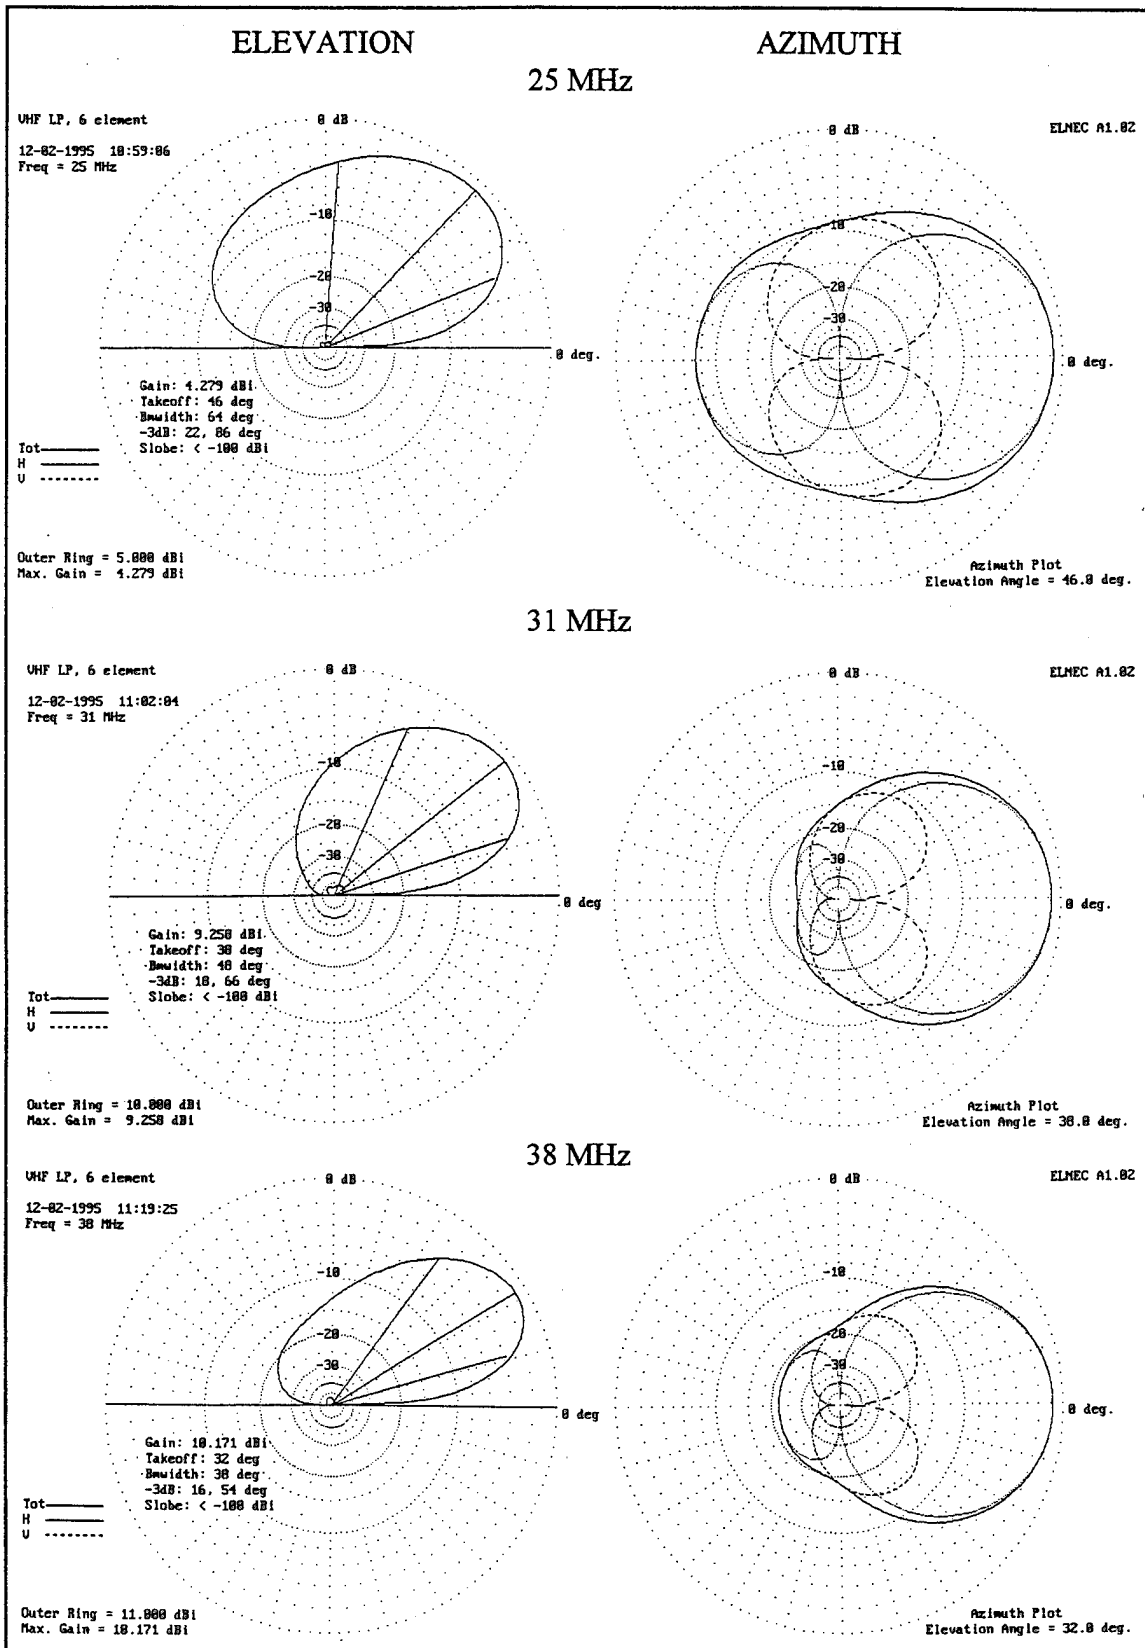 ELEVATION
AZIMUTH
25 MHz
VHF LP, 6 element
12-02-1995 10:59:06
Freq = 25 MHz
0 dB
-10
-20
-30
0 deg.
Gain: 4.279 dBi
Takeoff: 46 deg
Bmwidth: 64 deg
-3dB: 22, 86 deg
Slobe: < -100 dBi
Tot
H
V
Outer Ring = 5.000 dBi
Max. Gain = 4.279 dBi
0 dB
ELNEC A1.02
-10
-20
-30
0 deg.
Azimuth Plot
Elevation Angle = 46.0 deg.
31 MHz
VHF LP, 6 element
12-02-1995 11:02:04
Freq = 31 MHz
0 dB
-10
-20
-30
0 deg
Gain: 9.250 dBi
Takeoff: 38 deg
Bmwidth: 48 deg
-3dB: 18, 66 deg
Slobe: < -100 dBi
Tot
H
V
Outer Ring = 10.000 dBi
Max. Gain = 9.250 dBi
0 dB
ELNEC A1.02
-10
-20
-30
0 deg.
Azimuth Plot
Elevation Angle = 38.0 deg.
38 MHz
VHF LP, 6 element
12-02-1995 11:19:25
Freq = 38 MHz
0 dB
-10
-20
-30
0 deg
Gain: 10.171 dBi
Takeoff: 32 deg
Bmwidth: 38 deg
-3dB: 16, 54 deg
Slobe: < -100 dBi
Tot
H
V
Outer Ring = 11.000 dBi
Max. Gain = 10.171 dBi
0 dB
ELNEC A1.02
-10
-20
-30
0 deg.
Azimuth Plot
Elevation Angle = 32.0 deg.